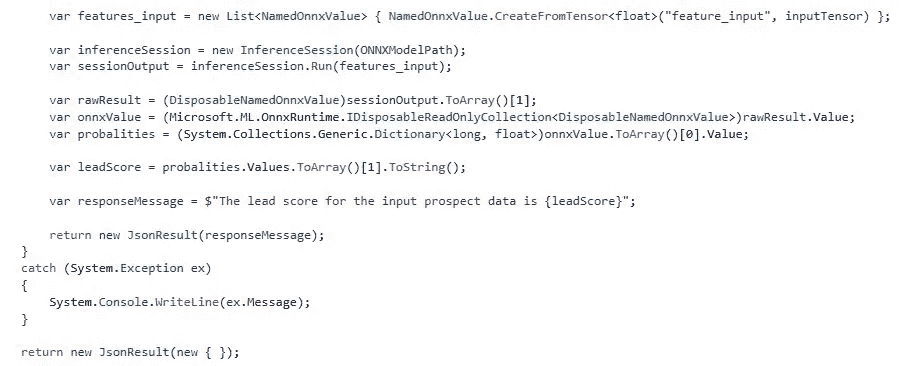 var features_input = new List<NamedOnnxValue> { NamedOnnxValue.CreateFromTensor<float>("feature_input", inputTensor) };
var inferenceSession = new InferenceSession(ONNXModelPath);
var sessionOutput = inferenceSession.Run(features_input);
var rawResult = (DisposableNamedOnnxValue)sessionOutput.ToArray()[1];
var onnxValue = (Microsoft.ML.OnnxRuntime.IDisposableReadOnlyCollection<DisposableNamedOnnxValue>)rawResult.Value;
var probalities = (System.Collections.Generic.Dictionary<long, float>)onnxValue.ToArray()[0].Value;
var leadScore = probalities.Values.ToArray()[1].ToString();
var responseMessage = $"The lead score for the input prospect data is {leadScore}";
return new JsonResult(responseMessage);
}
catch (System.Exception ex)
{
System.Console.WriteLine(ex.Message);
}
return new JsonResult(new { });